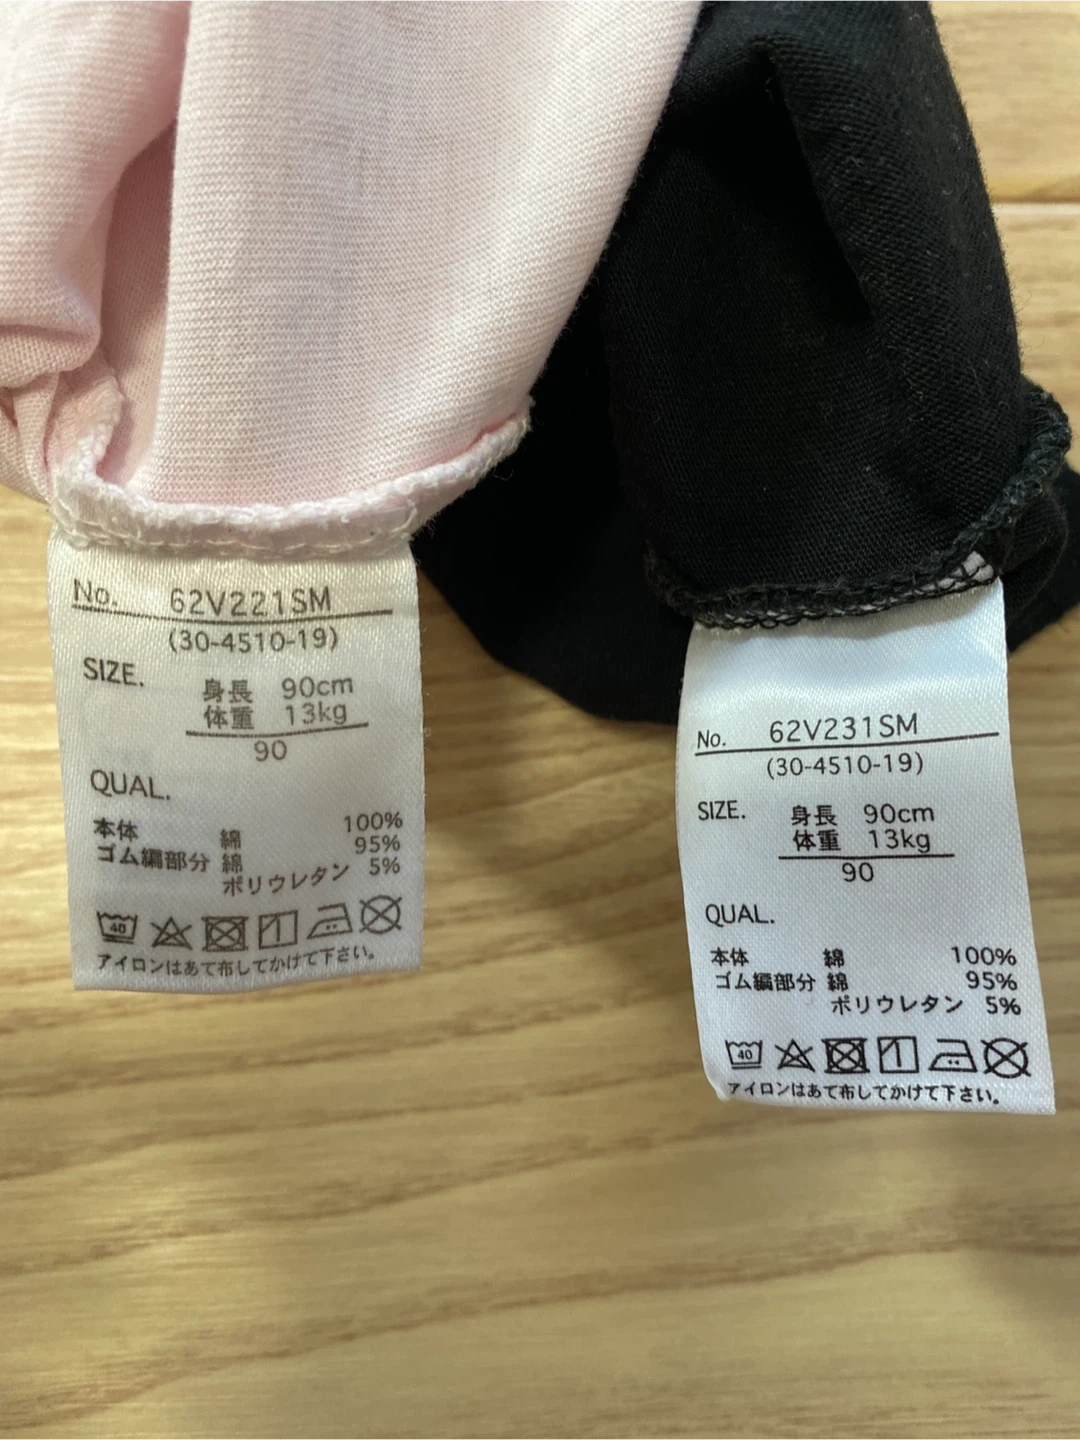 No. 62V221SM
(30-4510-19)
SIZE.
身長 90cm
体重 13kg
90
QUAL.
本体 綿 100%
ゴム編部分 綿 95%
ポリウレタン 5%
40
アイロンはあて布してかけて下さい。
No. 62V231SM
(30-4510-19)
SIZE.
身長 90cm
体重 13kg
90
QUAL.
本体 綿 100%
ゴム編部分 綿 95%
ポリウレタン 5%
40
アイロンはあて布してかけて下さい。